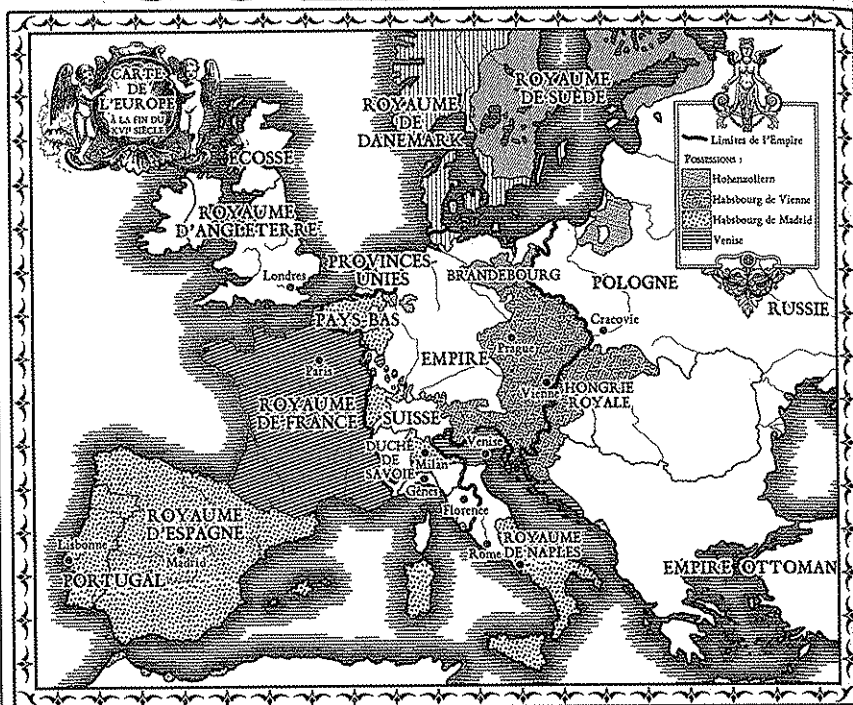 CARTE
DE
L'EUROPE
À LA FIN DU
XVIe SIÈCLE
Limites de l'Empire
POSSESSIONS :
Hohenzollern
Habsbourg de Vienne
Habsbourg de Madrid
Venise
ROYAUME
DE SUÈDE
ROYAUME
DE
DANEMARK
ECOSSE
ROYAUME
D'ANGLETERRE
Londres
PROVINCES-
UNIES
BRANDEBOURG
POLOGNE
RUSSIE
PAYS-BAS
Cracovie
EMPIRE
Prague
Paris
Vienne
HONGRIE
ROYALE
ROYAUME
DE FRANCE
SUISSE
Venise
DUCHÉ
DE
SAVOIE
Milan
Gênes
Florence
ROYAUME
D'ESPAGNE
Lisbonne
Madrid
PORTUGAL
Rome
ROYAUME
DE NAPLES
EMPIRE OTTOMAN